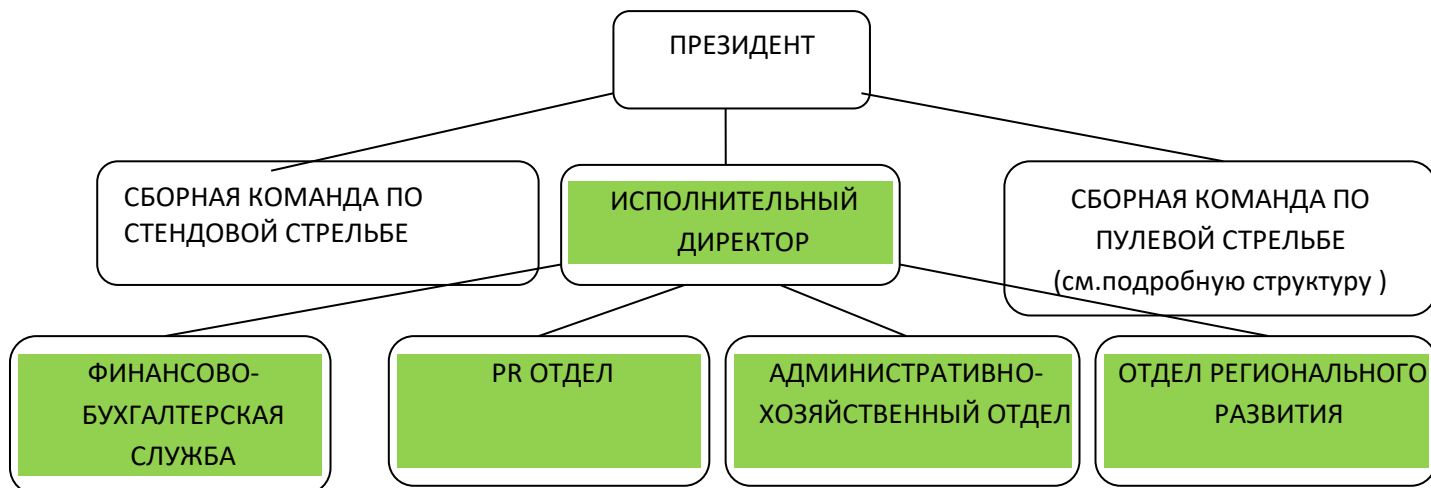 ПРЕЗИДЕНТ
СБОРНАЯ КОМАНДА ПО
СТЕНДОВОЙ СТРЕЛЬБЕ
ИСПОЛНИТЕЛЬНЫЙ
ДИРЕКТОР
СБОРНАЯ КОМАНДА ПО
ПУЛЕВОЙ СТРЕЛЬБЕ
(см.подробную структуру )
ФИНАНСОВО-
БУХГАЛТЕРСКАЯ
СЛУЖБА
PR ОТДЕЛ
АДМИНИСТРАТИВНО-
ХОЗЯЙСТВЕННЫЙ ОТДЕЛ
ОТДЕЛ РЕГИОНАЛЬНОГО
РАЗВИТИЯ